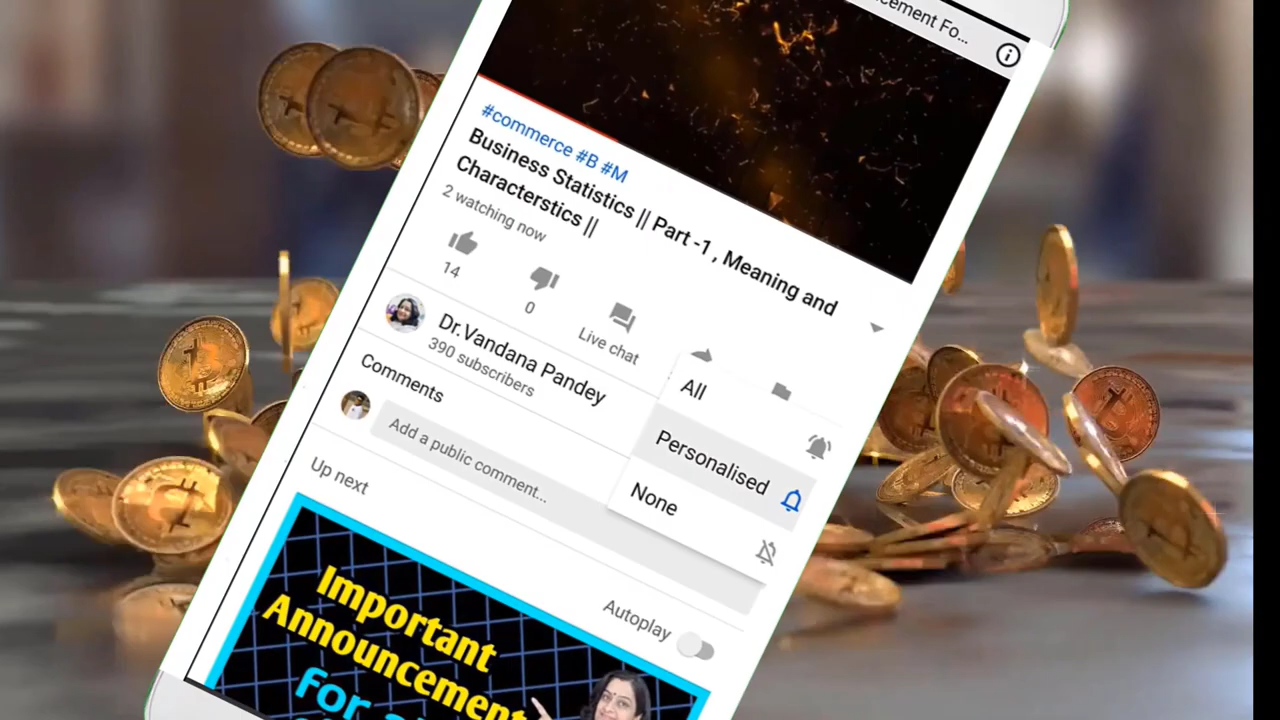 cement Fo...
#commerce #B #M
Business Statistics || Part -1 , Meaning and
Characterstics ||
2 watching now
14
0
Live chat
Dr.Vandana Pandey
390 subscribers
All
Personalised
None
Comments
Add a public comment...
Up next
Autoplay
Important
Announcement
For